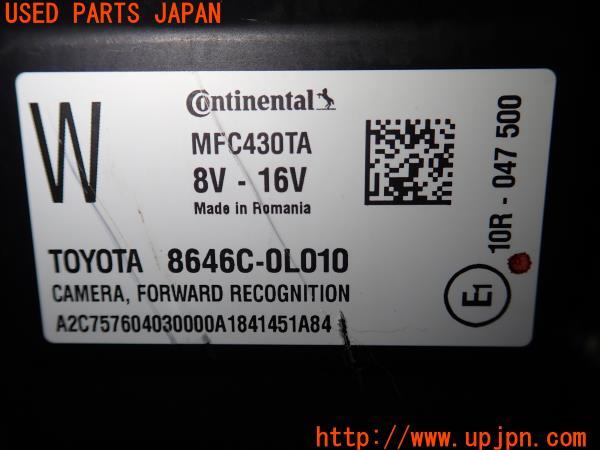 USED PARTS JAPAN
W
Continental
MFC430TA
8V - 16V
Made in Romania
10R - 047 500
TOYOTA 8646C-0L010
CAMERA, FORWARD RECOGNITION
E1
A2C757604030000A1841451A84
http://www.upjpn.com